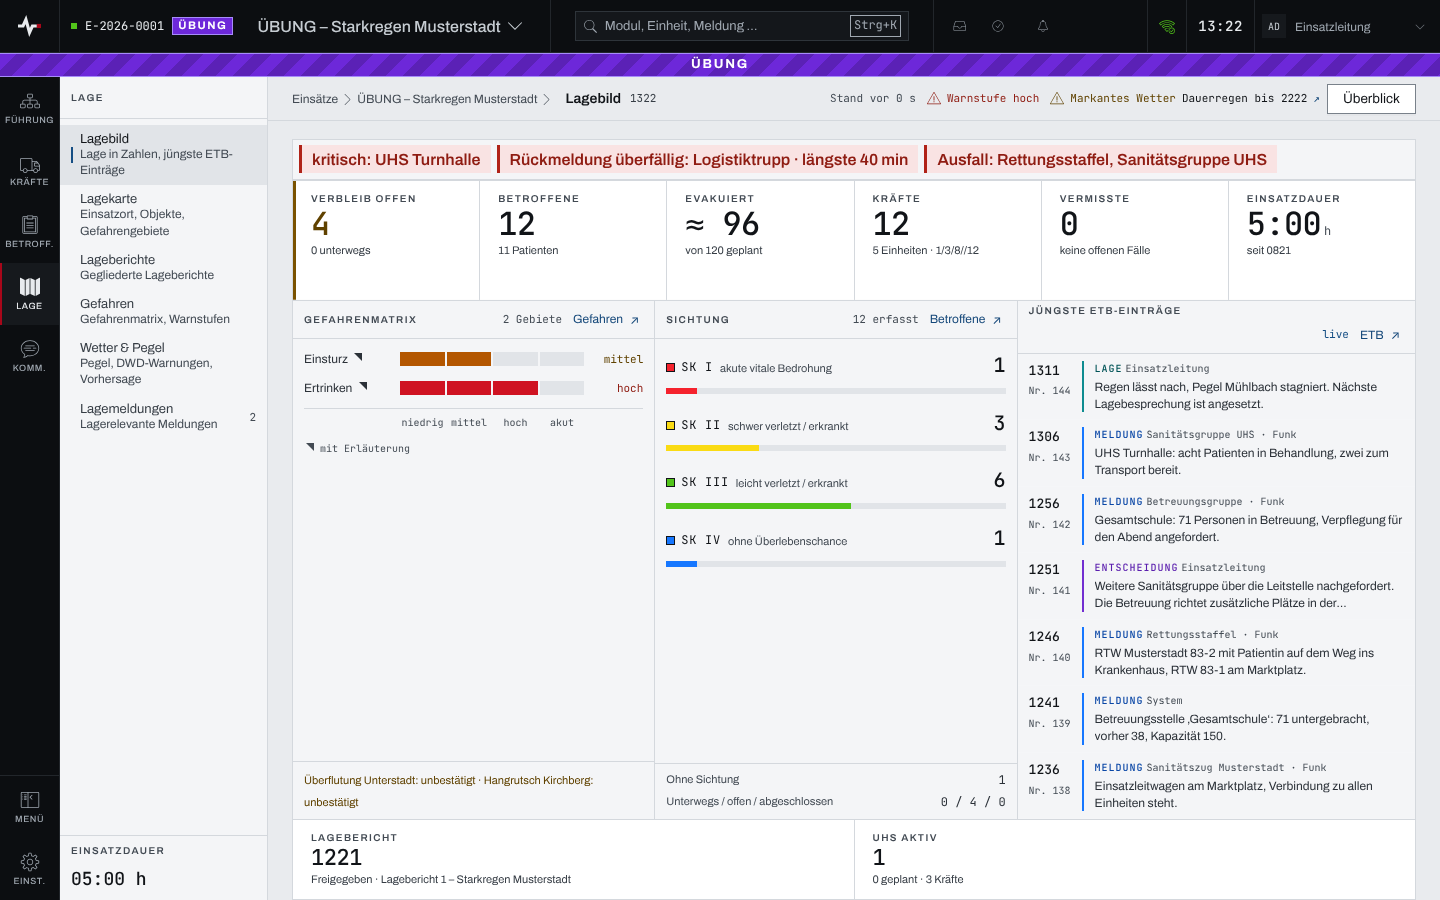 E-2026-0001 ÜBUNG ÜBUNG – Starkregen Musterstadt
Modul, Einheit, Meldung ... Strg+K
13:22
AD Einsatzleitung
ÜBUNG
FÜHRUNG
KRÄFTE
BETROFF.
LAGE
KOMM.
MENÜ
EINST.
LAGE
Lagebild
Lage in Zahlen, jüngste ETB-
Einträge
Lagekarte
Einsatzort, Objekte,
Gefahrengebiete
Lageberichte
Gegliederte Lageberichte
Gefahren
Gefahrenmatrix, Warnstufen
Wetter & Pegel
Pegel, DWD-Warnungen,
Vorhersage
Lagemeldungen
Lagerelevante Meldungen 2
EINSATZDAUER
05:00 h
Einsätze ÜBUNG – Starkregen Musterstadt Lagebild 1322
Stand vor 0 s Warnstufe hoch Markantes Wetter Dauerregen bis 2222 ↗ Überblick
kritisch: UHS Turnhalle Rückmeldung überfällig: Logistiktrupp · längste 40 min Ausfall: Rettungsstaffel, Sanitätsgruppe UHS
VERBLEIB OFFEN
4
0 unterwegs
BETROFFENE
12
11 Patienten
EVAKUIERT
≈ 96
von 120 geplant
KRÄFTE
12
5 Einheiten · 1/3/8//12
VERMISSTE
0
keine offenen Fälle
EINSATZDAUER
5:00 h
seit 0821
GEFAHRENMATRIX 2 Gebiete Gefahren ↗
Einsturz mittel
Ertrinken hoch
niedrig mittel hoch akut
mit Erläuterung
Überflutung Unterstadt: unbestätigt · Hangrutsch Kirchberg:
unbestätigt
SICHTUNG 12 erfasst Betroffene ↗
SK I akute vitale Bedrohung 1
SK II schwer verletzt / erkrankt 3
SK III leicht verletzt / erkrankt 6
SK IV ohne Überlebenschance 1
Ohne Sichtung 1
Unterwegs / offen / abgeschlossen 0 / 4 / 0
JÜNGSTE ETB-EINTRÄGE
live ETB ↗
1311 LAGE Einsatzleitung
Nr. 144 Regen lässt nach, Pegel Mühlbach stagniert. Nächste
Lagebesprechung ist angesetzt.
1306 MELDUNG Sanitätsgruppe UHS · Funk
Nr. 143 UHS Turnhalle: acht Patienten in Behandlung, zwei zum
Transport bereit.
1256 MELDUNG Betreuungsgruppe · Funk
Nr. 142 Gesamtschule: 71 Personen in Betreuung, Verpflegung für
den Abend angefordert.
1251 ENTSCHEIDUNG Einsatzleitung
Nr. 141 Weitere Sanitätsgruppe über die Leitstelle nachgefordert.
Die Betreuung richtet zusätzliche Plätze in der...
1246 MELDUNG Rettungsstaffel · Funk
Nr. 140 RTW Musterstadt 83-2 mit Patientin auf dem Weg ins
Krankenhaus, RTW 83-1 am Marktplatz.
1241 MELDUNG System
Nr. 139 Betreuungsstelle ‚Gesamtschule‘: 71 untergebracht,
vorher 38, Kapazität 150.
1236 MELDUNG Sanitätszug Musterstadt · Funk
Nr. 138 Einsatzleitwagen am Marktplatz, Verbindung zu allen
Einheiten steht.
LAGEBERICHT
1221
Freigegeben · Lagebericht 1 – Starkregen Musterstadt
UHS AKTIV
1
0 geplant · 3 Kräfte